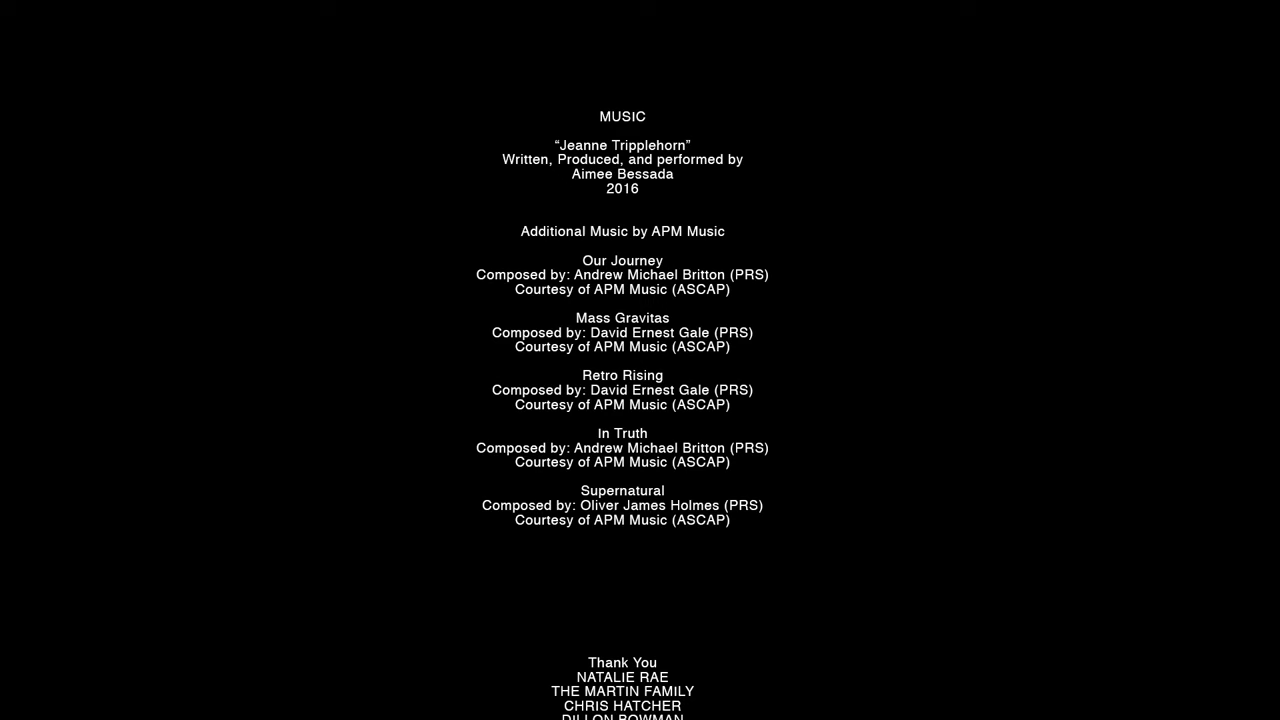 MUSIC
“Jeanne Tripplehorn”
Written, Produced, and performed by
Aimee Bessada
2016
Additional Music by APM Music
Our Journey
Composed by: Andrew Michael Britton (PRS)
Courtesy of APM Music (ASCAP)
Mass Gravitas
Composed by: David Ernest Gale (PRS)
Courtesy of APM Music (ASCAP)
Retro Rising
Composed by: David Ernest Gale (PRS)
Courtesy of APM Music (ASCAP)
In Truth
Composed by: Andrew Michael Britton (PRS)
Courtesy of APM Music (ASCAP)
Supernatural
Composed by: Oliver James Holmes (PRS)
Courtesy of APM Music (ASCAP)
Thank You
NATALIE RAE
THE MARTIN FAMILY
CHRIS HATCHER
DILLON BOWMAN